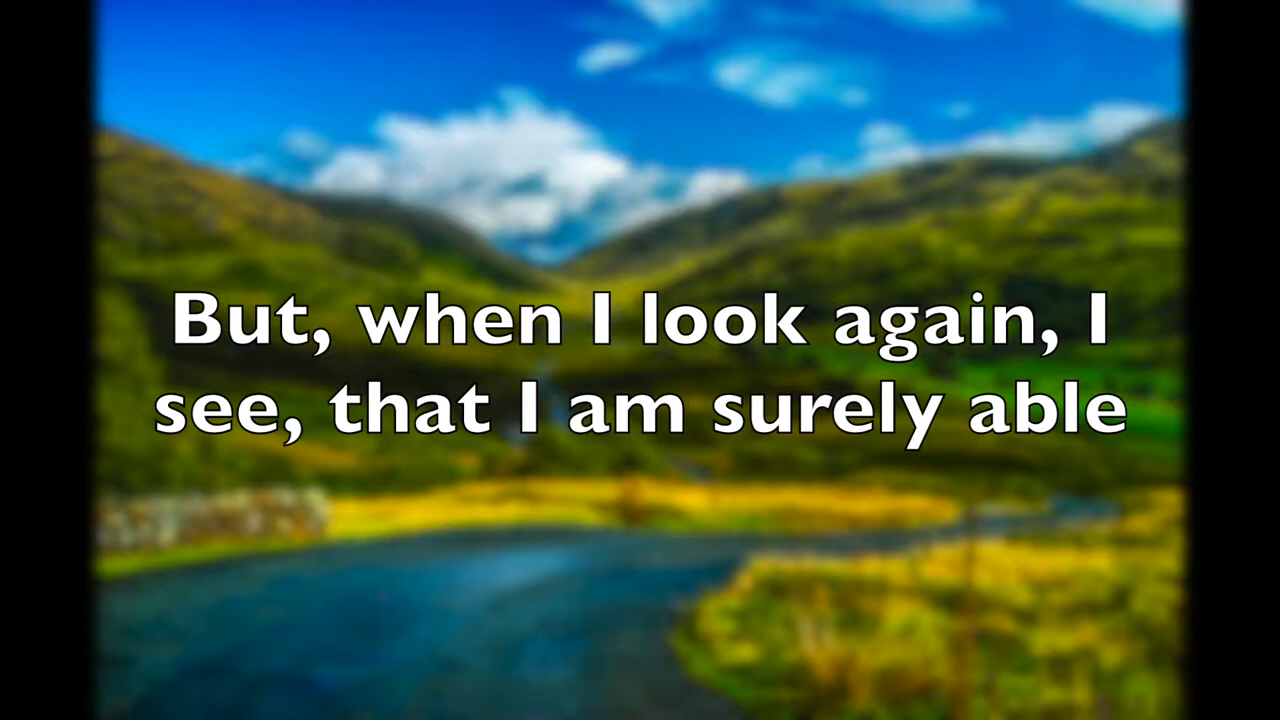 But, when I look again, I
see, that I am surely able